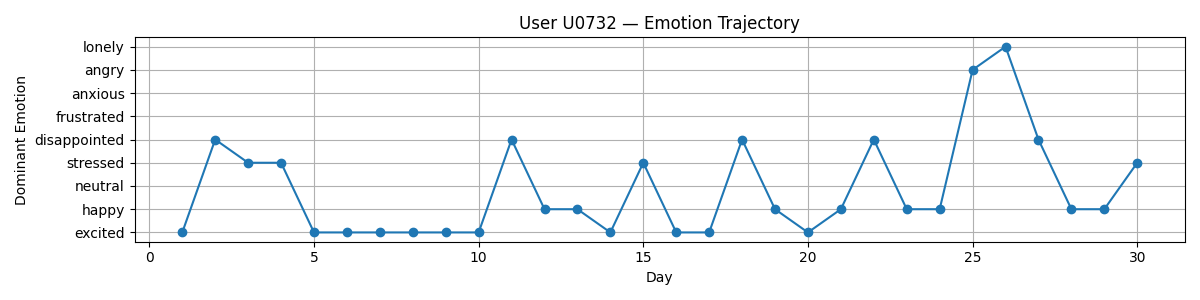 User U0732 — Emotion Trajectory
Dominant Emotion
lonely
angry
anxious
frustrated
disappointed
stressed
neutral
happy
excited
0 5 10 15 20 25 30
Day